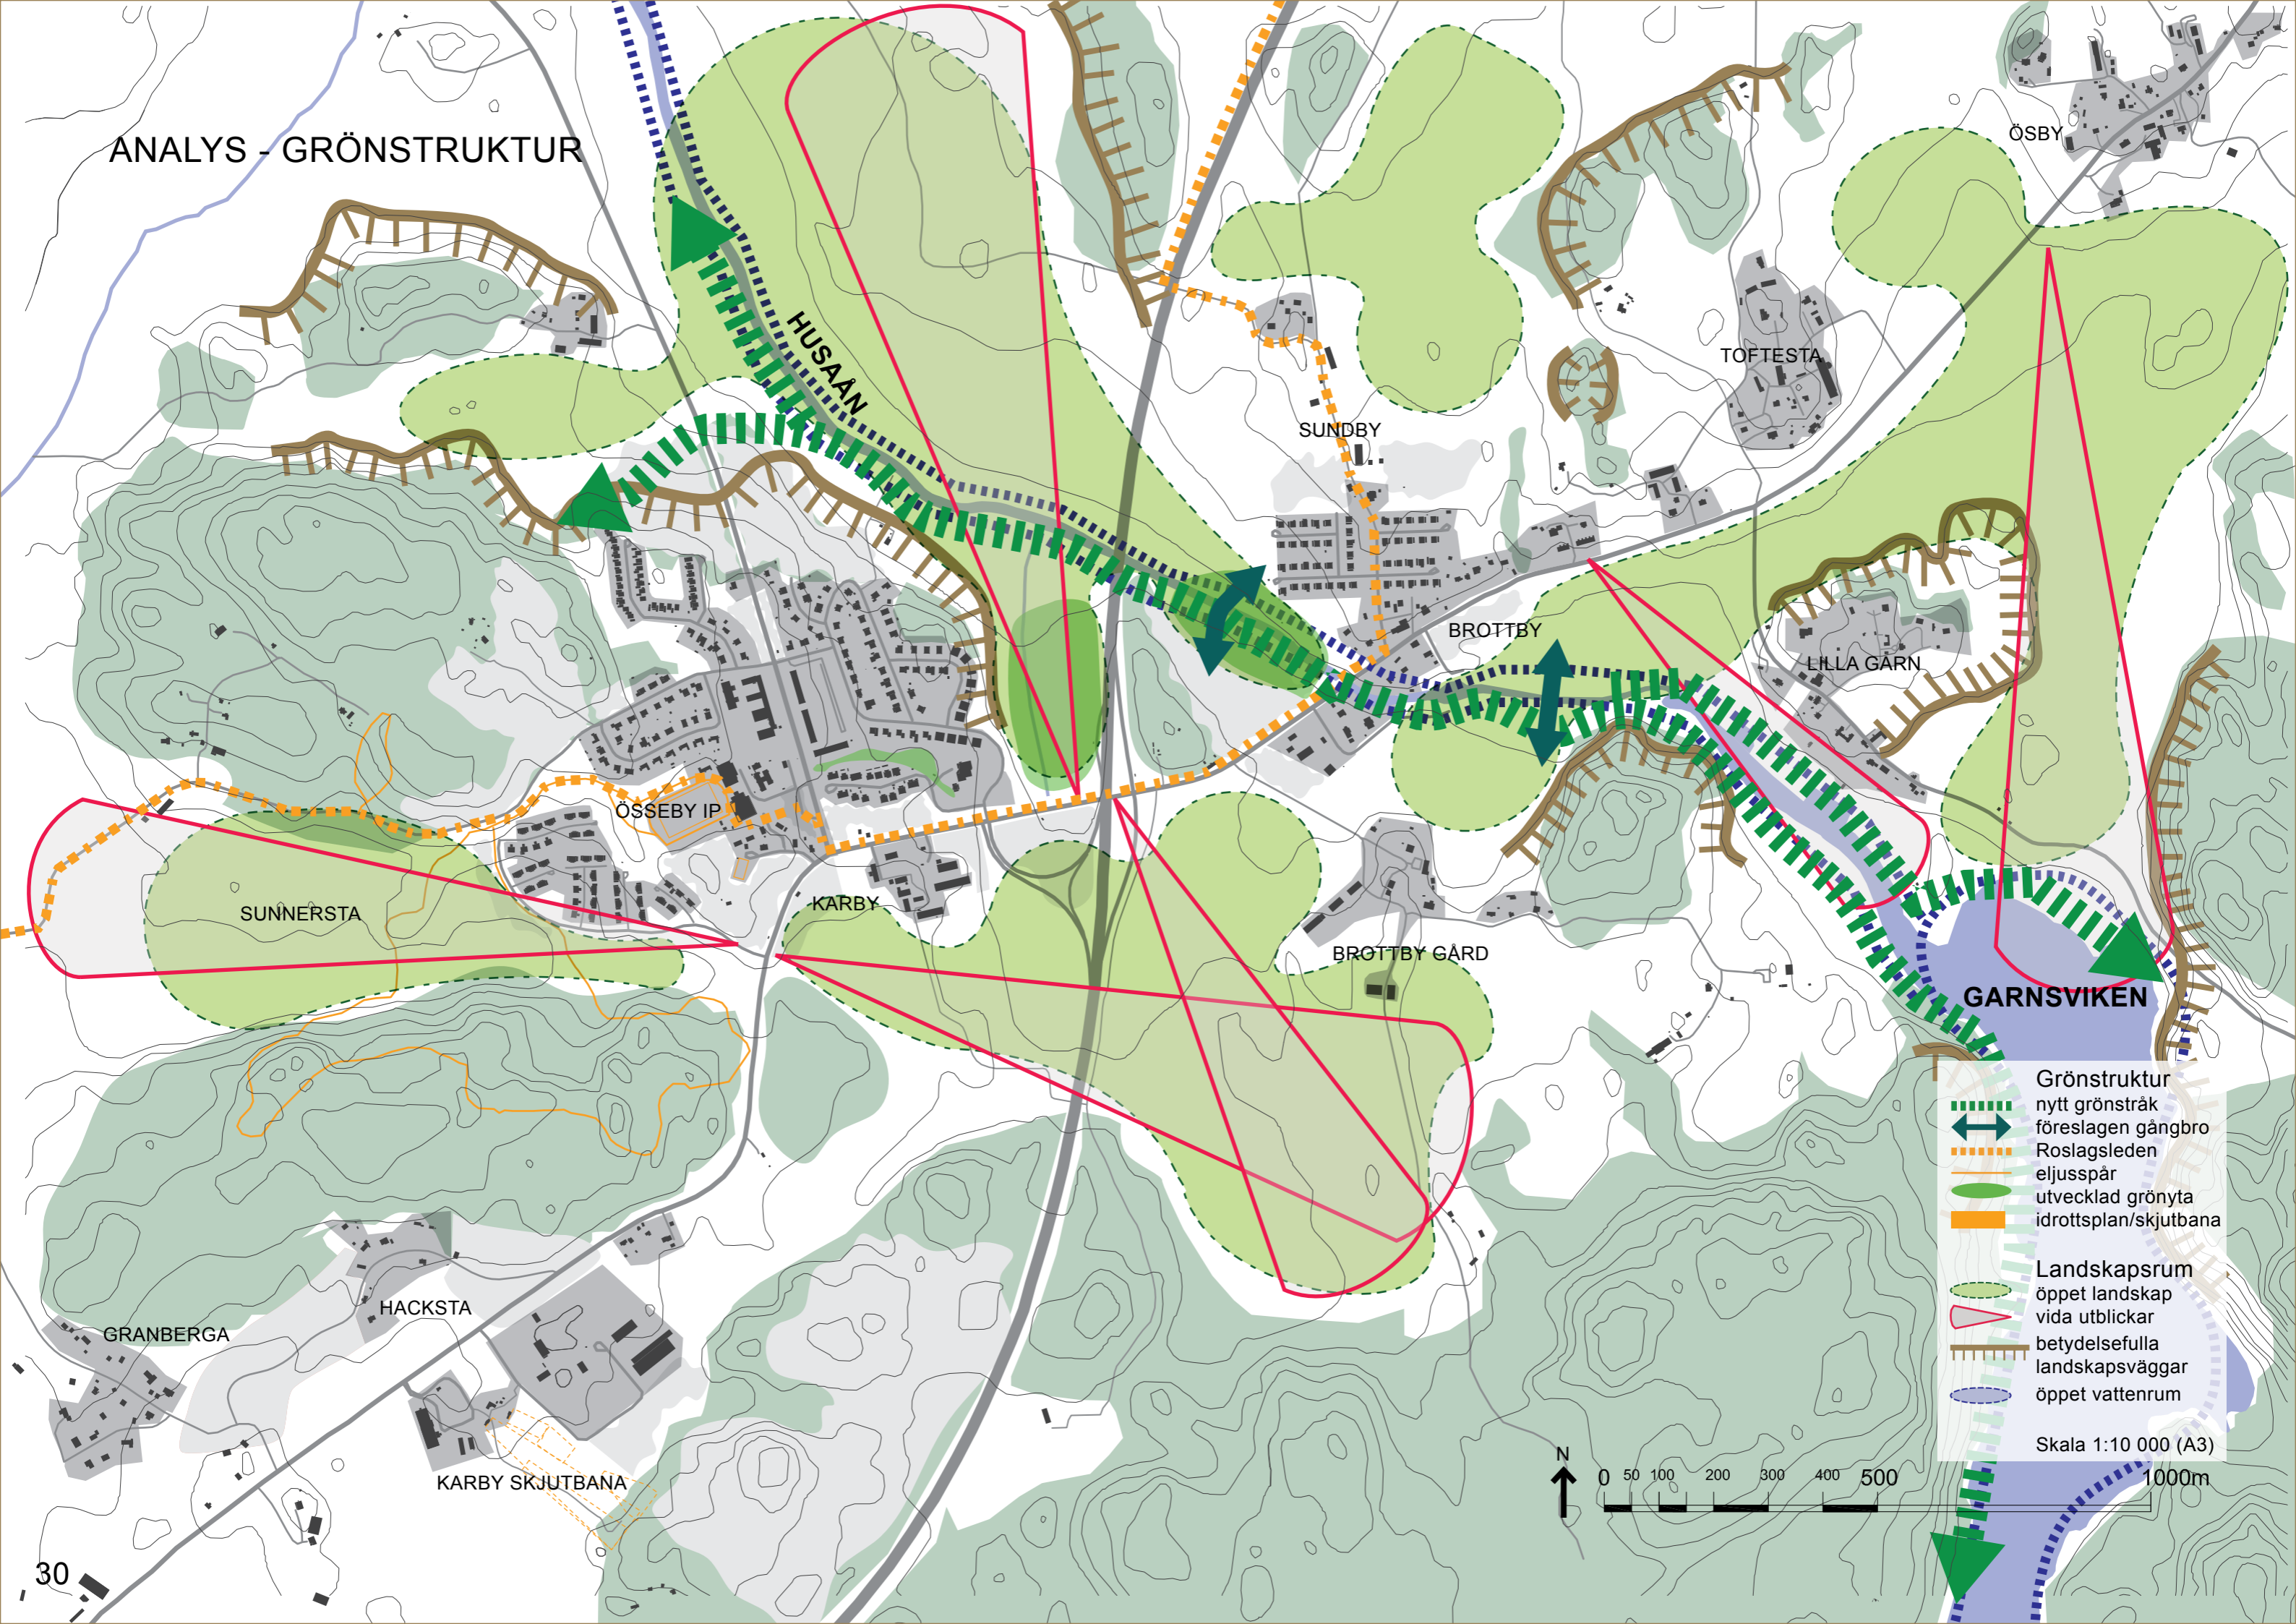 ANALYS - GRÖNSTRUKTUR
ÖSBY
HUSAÅN
TOFTESTA
SUNDBY
BROTTBY
LILLA GARN
ÖSSEBY IP
KARBY
SUNNERSTA
BROTTBY GÅRD
GARNSVIKEN
HACKSTA
GRANBERGA
KARBY SKJUTBANA
Grönstruktur
nytt grönstråk
föreslagen gångbro
Roslagsleden
eljusspår
utvecklad grönyta
idrottsplan/skjutbana
Landskapsrum
öppet landskap
vida utblickar
betydelsefulla
landskapsväggar
öppet vattenrum
Skala 1:10 000 (A3)
N
0 50 100 200 300 400 500 1000m
30